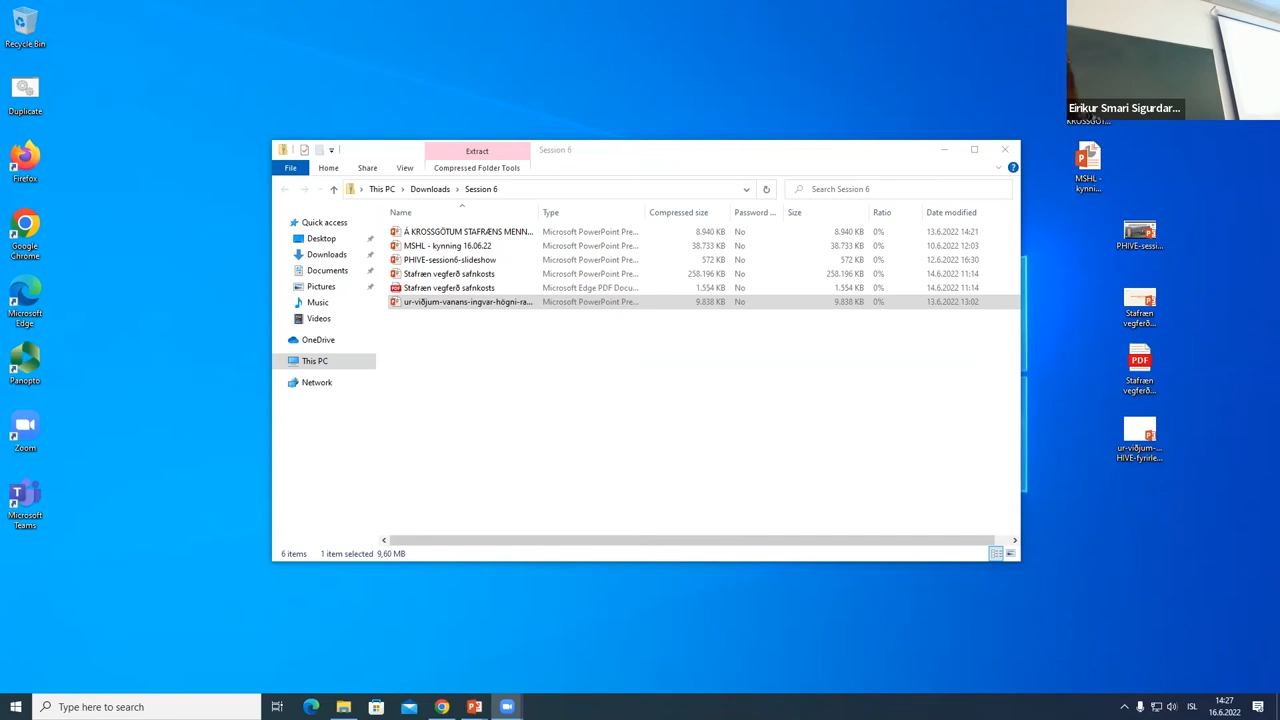 Recycle Bin
Duplicate
Firefox
Google
Chrome
Microsoft
Edge
Panopto
Zoom
Microsoft
Teams
Extract
Session 6
File
Home
Share
View
Compressed Folder Tools
This PC
Downloads
Session 6
Search Session 6
Name
Type
Compressed size
Password ...
Size
Ratio
Date modified
Á KROSSGÖTUM STAFRÆNS MENN... Microsoft PowerPoint Pre... 8.940 KB No 8.940 KB 0% 13.6.2022 14:21
MSHL - kynning 16.06.22 Microsoft PowerPoint Pre... 38.733 KB No 38.733 KB 0% 10.6.2022 12:03
PHIVE-session6-slideshow Microsoft PowerPoint Pre... 572 KB No 572 KB 0% 12.6.2022 16:30
Stafræn vegferð safnkosts Microsoft PowerPoint Pre... 258.196 KB No 258.196 KB 0% 14.6.2022 11:14
Stafræn vegferð safnkosts Microsoft Edge PDF Docu... 1.554 KB No 1.554 KB 0% 14.6.2022 11:14
ur-viðjum-vanans-ingvar-högni-ra... Microsoft PowerPoint Pre... 9.838 KB No 9.838 KB 0% 13.6.2022 13:02
Quick access
Desktop
Downloads
Documents
Pictures
Music
Videos
OneDrive
This PC
Network
6 items 1 item selected 9,60 MB
Eirikur Smari Sigurdar...
KROSSGÖT...
MSHL -
kynni...
PHIVE-sessi...
Stafræn
vegferð...
PDF
Stafræn
vegferð...
ur-viðjum-...
HIVE-fyrirle...
Type here to search
ISL
14:27
16.6.2022